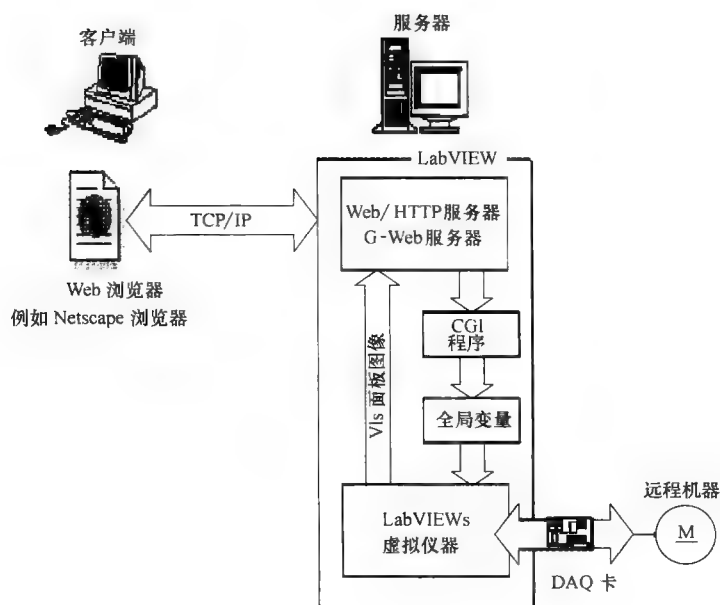 客户端
服务器
LabVIEW
TCP/IP
Web/HTTP服务器
G-Web服务器
Web 浏览器
例如 Netscape 浏览器
VIs 面板图像
CGI
程序
全局变量
LabVIEWs
虚拟仪器
远程机器
M
DAQ 卡